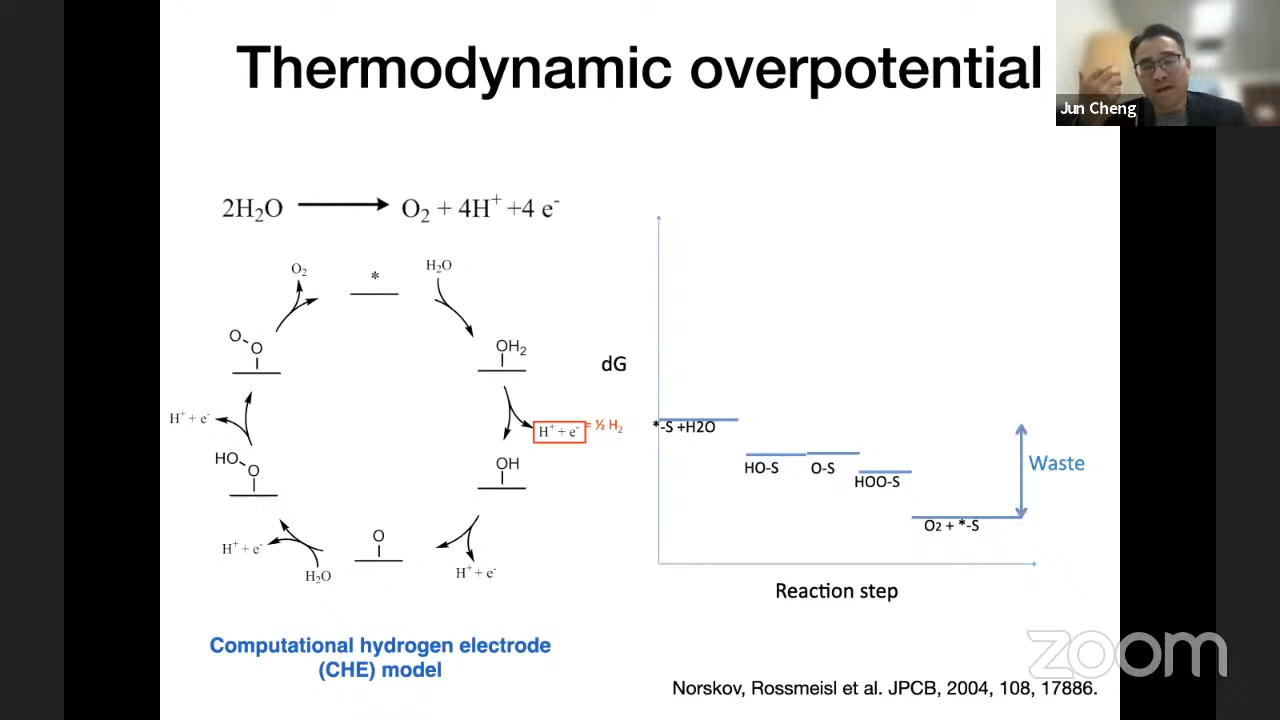 Thermodynamic overpotential
Jun Cheng
2H₂O → O₂ + 4H⁺ +4 e⁻
O₂
*
H₂O
O
O
OH₂
H⁺ + e⁻
H⁺ + e⁻
= ½ H₂
HO
O
OH
H⁺ + e⁻
H₂O
O
H⁺ + e⁻
Computational hydrogen electrode
(CHE) model
dG
*-S +H2O
HO-S
O-S
HOO-S
O₂ + *-S
Waste
Reaction step
Norskov, Rossmeisl et al. JPCB, 2004, 108, 17886.
zoom